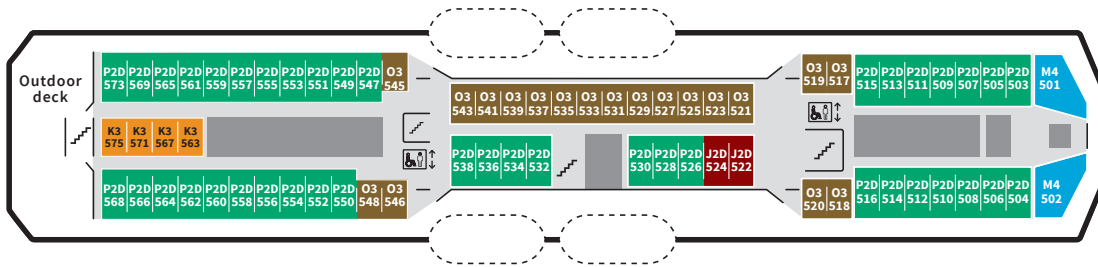 Outdoor
deck
P2D P2D P2D P2D P2D P2D P2D P2D P2D P2D P2D O3
573 569 565 561 559 557 555 553 551 549 547 545
K3 K3 K3 K3
575 571 567 563
P2D P2D P2D P2D P2D P2D P2D P2D P2D P2D O3 O3
568 566 564 562 560 558 556 554 552 550 548 546
O3 O3 O3 O3 O3 O3 O3 O3 O3 O3 O3 O3
543 541 539 537 535 533 531 529 527 525 523 521
P2D P2D P2D P2D
538 536 534 532
P2D P2D P2D J2D J2D
530 528 526 524 522
O3 O3
519 517
P2D P2D P2D P2D P2D P2D P2D
515 513 511 509 507 505 503
M4
501
O3 O3
520 518
P2D P2D P2D P2D P2D P2D P2D
516 514 512 510 508 506 504
M4
502